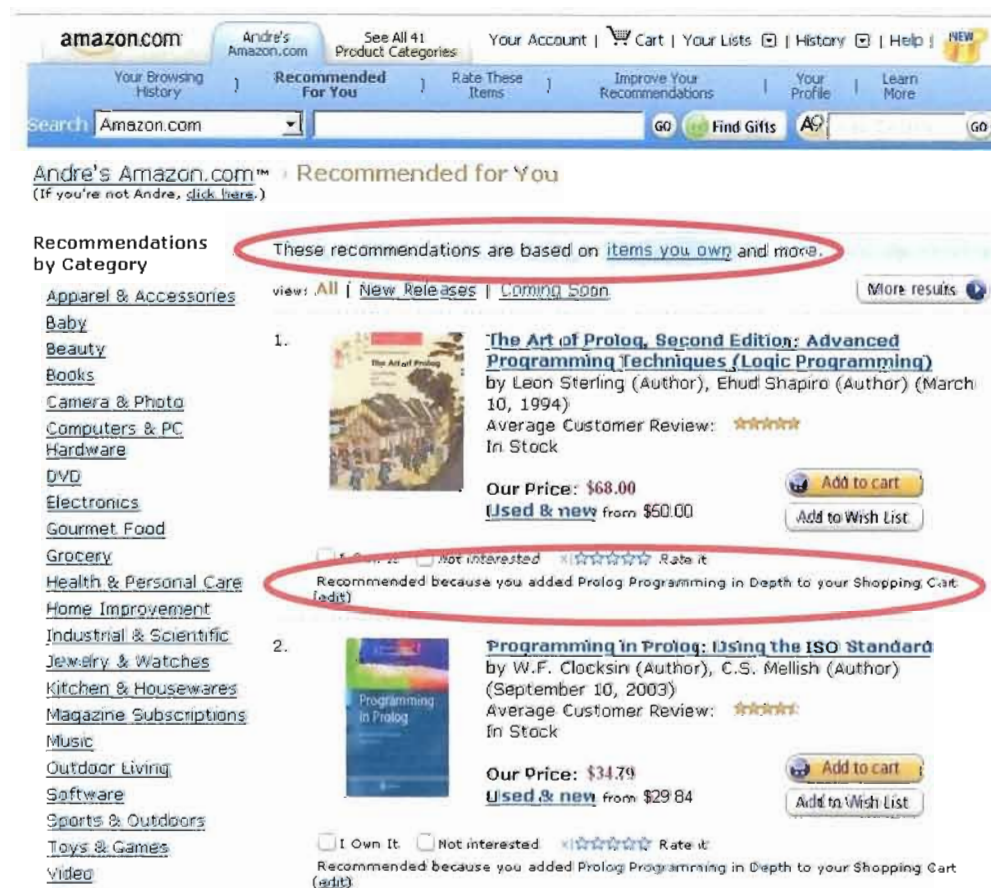 amazon.com
Andre's
Amazon.com
See All 41
Product Categories
Your Account | Cart | Your Lists | History | Help |
NEW
Your Browsing
History
Recommended
For You
Rate These
Items
Improve Your
Recommendations
Your
Profile
Learn
More
Search Amazon.com GO Find Gifts A9 GO
Andre's Amazon.com™ › Recommended for You
(If you're not Andre, click here.)
Recommendations
by Category
Apparel & Accessories
Baby
Beauty
Books
Camera & Photo
Computers & PC
Hardware
DVD
Electronics
Gourmet Food
Grocery
Health & Personal Care
Home Improvement
Industrial & Scientific
Jewelry & Watches
Kitchen & Housewares
Magazine Subscriptions
Music
Outdoor Living
Software
Sports & Outdoors
Toys & Games
Video
These recommendations are based on items you own and more.
view: All | New Releases | Coming Soon
More results
1.
The Art of Prolog
The Art of Prolog, Second Edition: Advanced
Programming Techniques (Logic Programming)
by Leon Sterling (Author), Ehud Shapiro (Author) (March
10, 1994)
Average Customer Review:
In Stock
Our Price: $68.00
Used & new from $50.00
Add to cart
Add to Wish List
I Own It Not interested x| Rate it
Recommended because you added Prolog Programming in Depth to your Shopping Cart
(edit)
2.
Programming
in Prolog
Programming in Prolog: Using the ISO Standard
by W.F. Clocksin (Author), C.S. Mellish (Author)
(September 10, 2003)
Average Customer Review:
In Stock
Our Price: $34.79
Used & new from $29.84
Add to cart
Add to Wish List
I Own It Not interested x| Rate it
Recommended because you added Prolog Programming in Depth to your Shopping Cart
(edit)